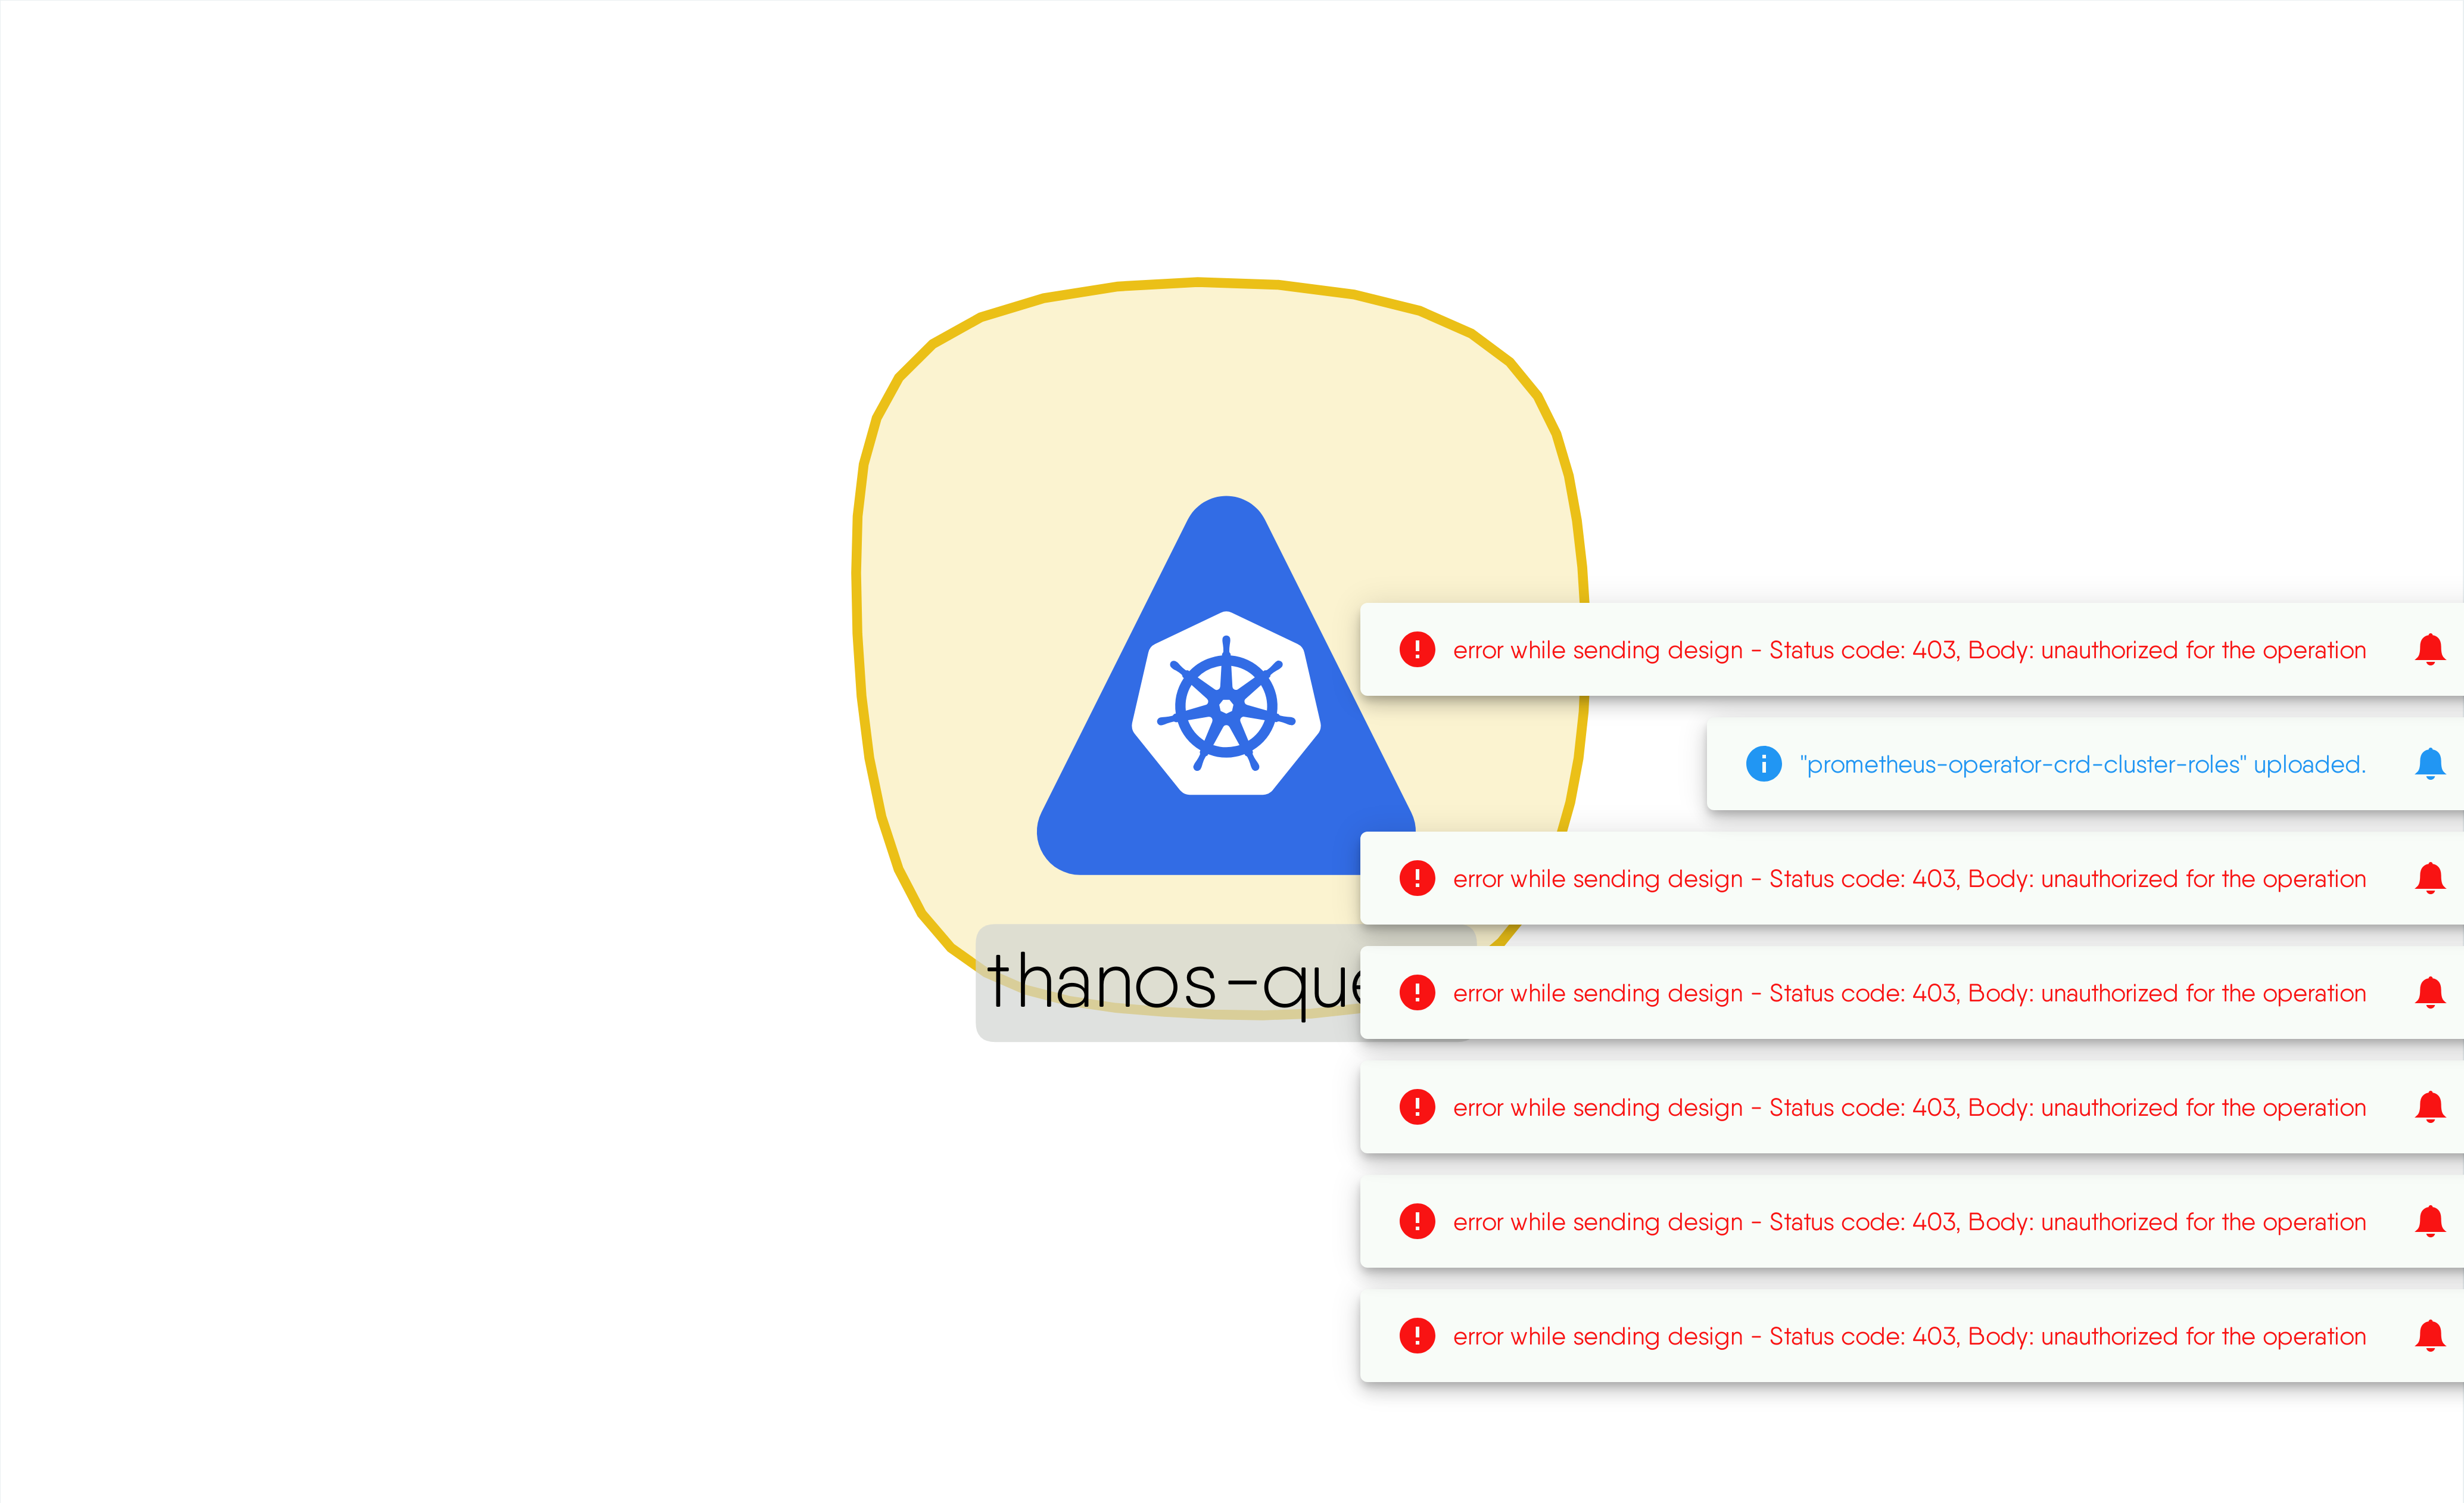 error while sending design - Status code: 403, Body: unauthorized for the operation
"prometheus-operator-crd-cluster-roles" uploaded.
error while sending design - Status code: 403, Body: unauthorized for the operation
thanos-que
error while sending design - Status code: 403, Body: unauthorized for the operation
error while sending design - Status code: 403, Body: unauthorized for the operation
error while sending design - Status code: 403, Body: unauthorized for the operation
error while sending design - Status code: 403, Body: unauthorized for the operation